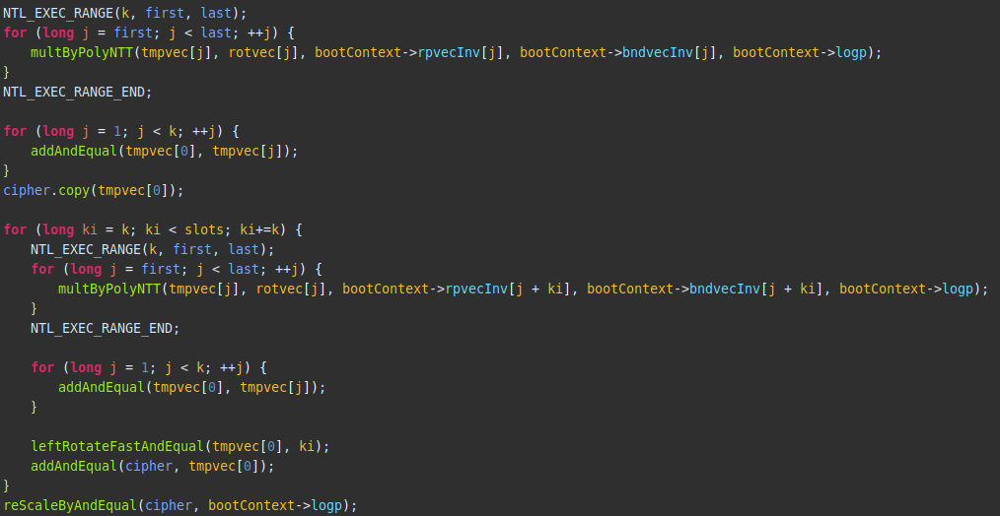 NTL_EXEC_RANGE(k, first, last);
for (long j = first; j < last; ++j) {
multByPolyNTT(tmpvec[j], rotvec[j], bootContext->rpvecInv[j], bootContext->bndvecInv[j], bootContext->logp);
}
NTL_EXEC_RANGE_END;
for (long j = 1; j < k; ++j) {
addAndEqual(tmpvec[0], tmpvec[j]);
}
cipher.copy(tmpvec[0]);
for (long ki = k; ki < slots; ki+=k) {
NTL_EXEC_RANGE(k, first, last);
for (long j = first; j < last; ++j) {
multByPolyNTT(tmpvec[j], rotvec[j], bootContext->rpvecInv[j + ki], bootContext->bndvecInv[j + ki], bootContext->logp);
}
NTL_EXEC_RANGE_END;
for (long j = 1; j < k; ++j) {
addAndEqual(tmpvec[0], tmpvec[j]);
}
leftRotateFastAndEqual(tmpvec[0], ki);
addAndEqual(cipher, tmpvec[0]);
}
reScaleByAndEqual(cipher, bootContext->logp);